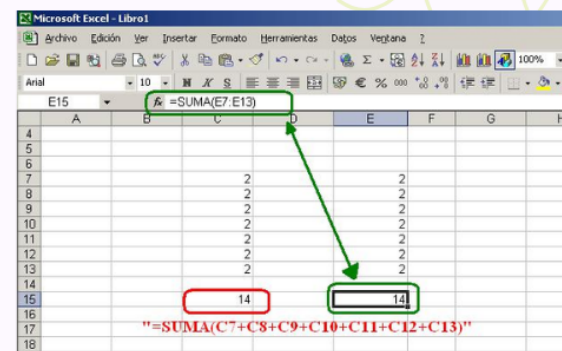 Microsoft Excel - Libro1
Archivo Edición Ver Insertar Formato Herramientas Datos Ventana ?
100%
Arial 10 N K S € % 000
E15 fx =SUMA(E7:E13)
A B C D E F G H
4
5
6
7 2 2
8 2 2
9 2 2
10 2 2
11 2 2
12 2 2
13 2 2
14
15 14 14
16
17 "=SUMA(C7+C8+C9+C10+C11+C12+C13)"
18